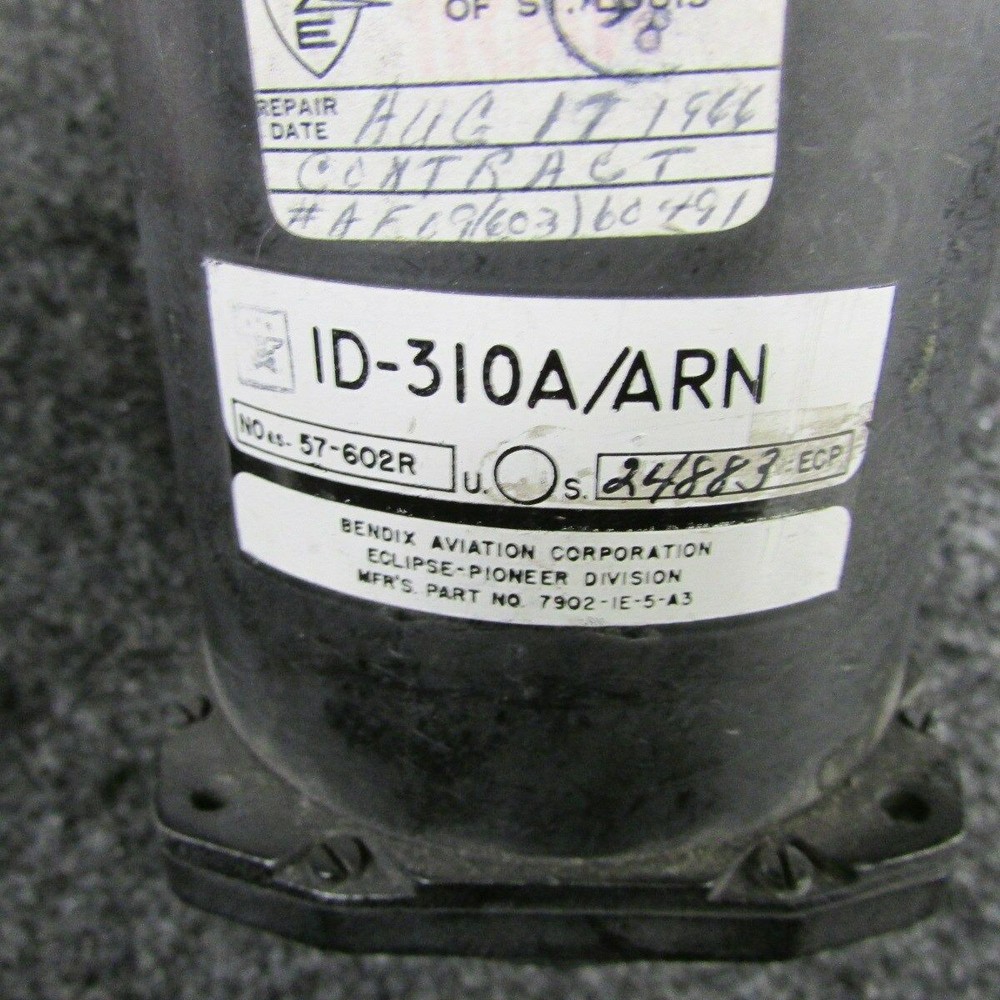 OF ST. LOUIS
REPAIR DATE AUG 17 1966
CONTRACT
ID-310A/ARN
NOas- 57-602R U. S. 24883 -ECP
BENDIX AVIATION CORPORATION
ECLIPSE-PIONEER DIVISION
MFR'S. PART NO. 7902-1E-5-A3